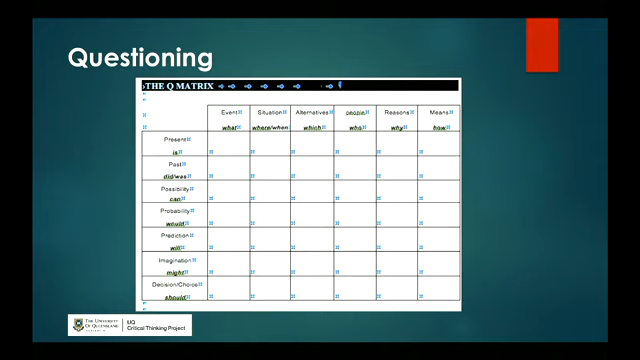 Questioning
THE Q MATRIX
Event Situation Alternatives people Reasons Means
what where/when which who why how
Present
is
Past
did/was
Possibility
can
Probability
would
Prediction
will
Imagination
might
Decision/Choice
should
THE UNIVERSITY
OF QUEENSLAND
AUSTRALIA
UQ
Critical Thinking Project